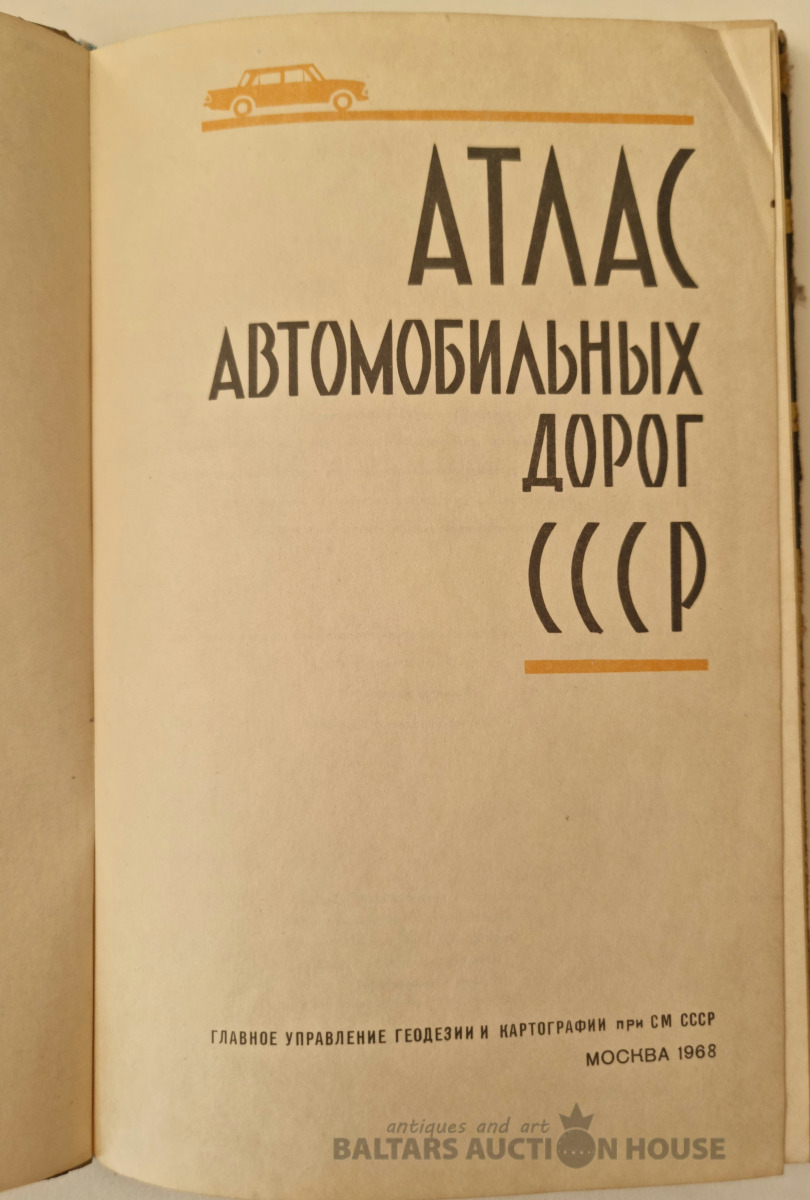 АТЛАС
АВТОМОБИЛЬНЫХ
ДОРОГ
СССР
ГЛАВНОЕ УПРАВЛЕНИЕ ГЕОДЕЗИИ И КАРТОГРАФИИ при СМ СССР
МОСКВА 1968
antiques and art
BALTARS AUCTION HOUSE